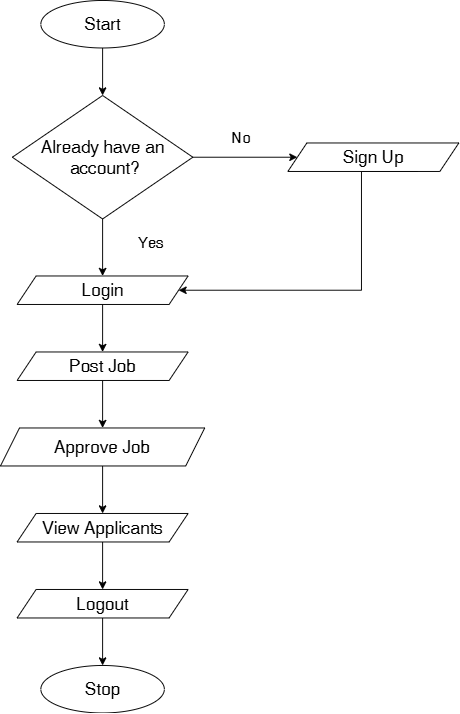 Start
Already have an
account?
No
Sign Up
Yes
Login
Post Job
Approve Job
View Applicants
Logout
Stop